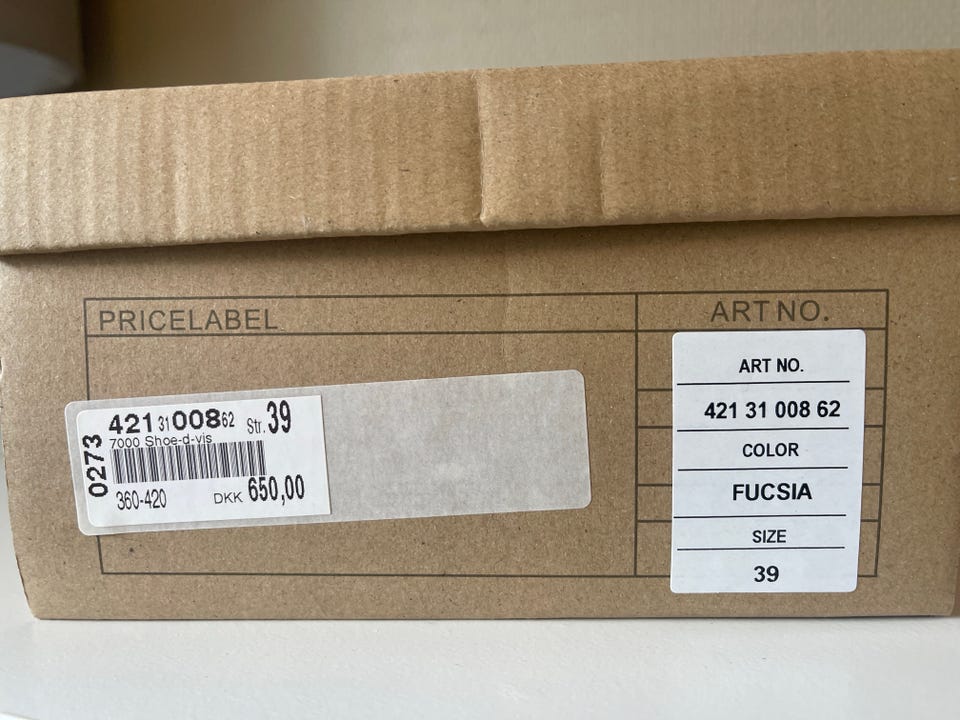 PRICELABEL
421 31 008 62 Str. 39
7000 Shoe-d-vis
0273
360-420 DKK 650,00
ART NO.
ART NO.
421 31 008 62
COLOR
FUCSIA
SIZE
39